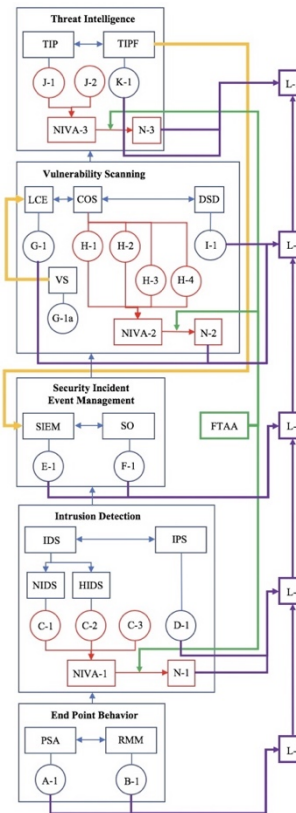 Threat Intelligence
TIP
TIPF
J-1
J-2
K-1
L-
NIVA-3
N-3
Vulnerability Scanning
LCE
COS
DSD
G-1
H-1
H-2
I-1
L-
VS
H-3
H-4
G-1a
NIVA-2
N-2
Security Incident
Event Management
SIEM
SO
FTAA
L-
E-1
F-1
Intrusion Detection
IDS
IPS
NIDS
HIDS
L-
C-1
C-2
C-3
D-1
NIVA-1
N-1
End Point Behavior
PSA
RMM
L-
A-1
B-1